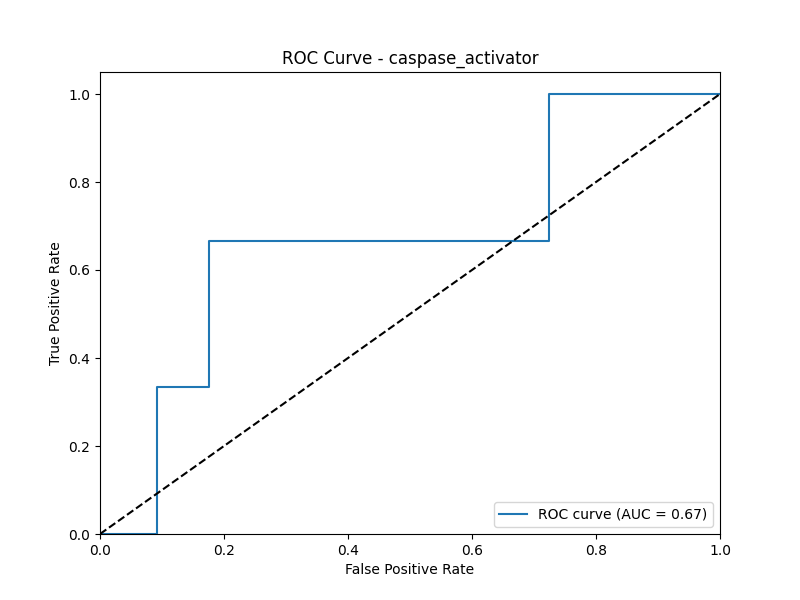 ROC Curve - caspase_activator
True Positive Rate
1.0
0.8
0.6
0.4
0.2
0.0
0.0 0.2 0.4 0.6 0.8 1.0
False Positive Rate
ROC curve (AUC = 0.67)